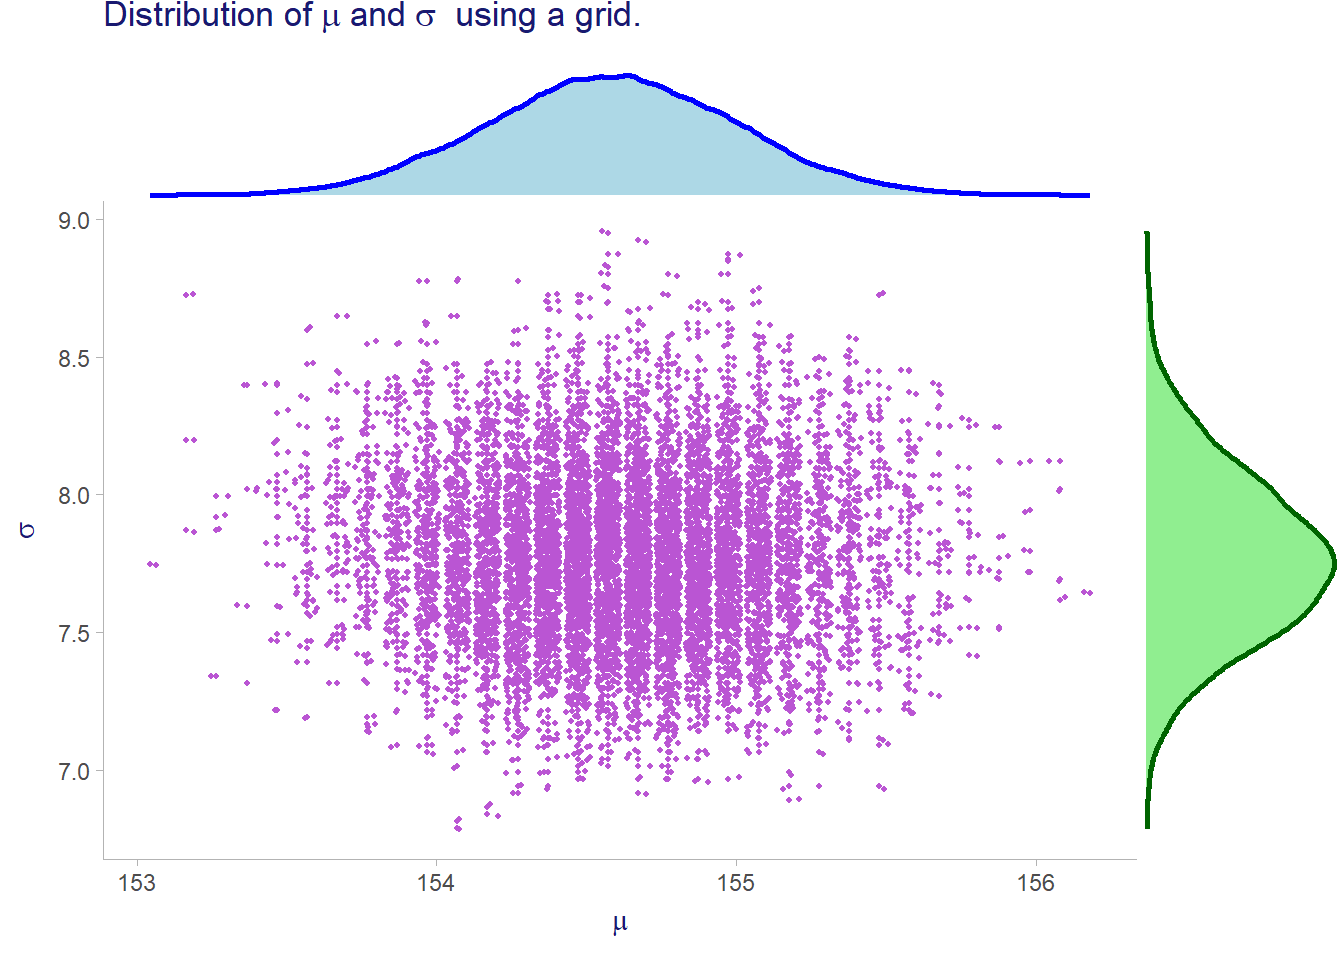 Distribution of μ and σ using a grid.
9.0
8.5
8.0
7.5
7.0
σ
153 154 155 156
μ